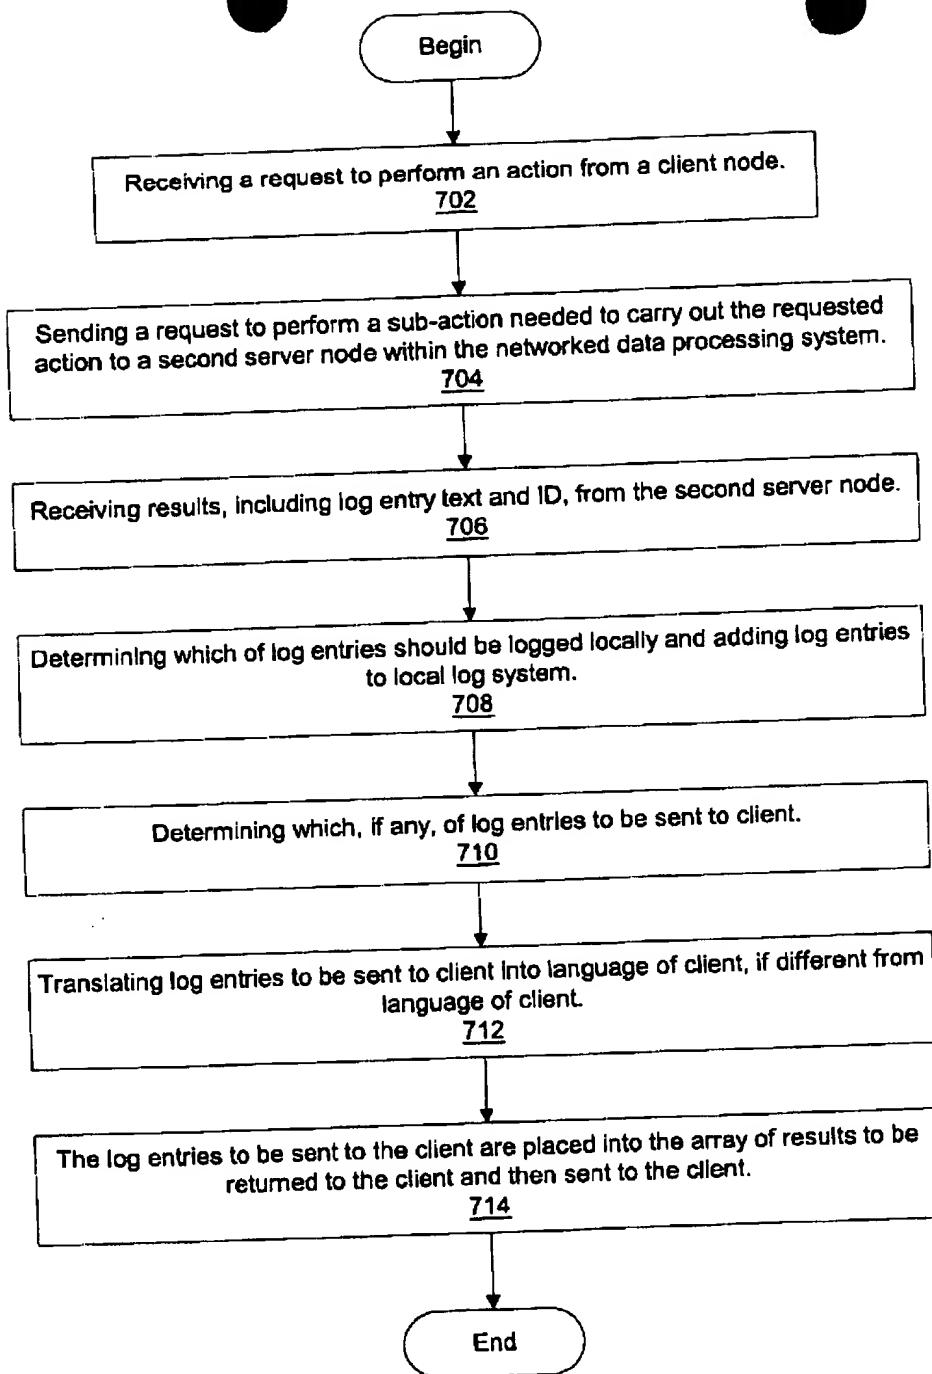 Begin
Receiving a request to perform an action from a client node.
702
Sending a request to perform a sub-action needed to carry out the requested
action to a second server node within the networked data processing system.
704
Receiving results, including log entry text and ID, from the second server node.
706
Determining which of log entries should be logged locally and adding log entries
to local log system.
708
Determining which, if any, of log entries to be sent to client.
710
Translating log entries to be sent to client into language of client, if different from
language of client.
712
The log entries to be sent to the client are placed into the array of results to be
returned to the client and then sent to the client.
714
End